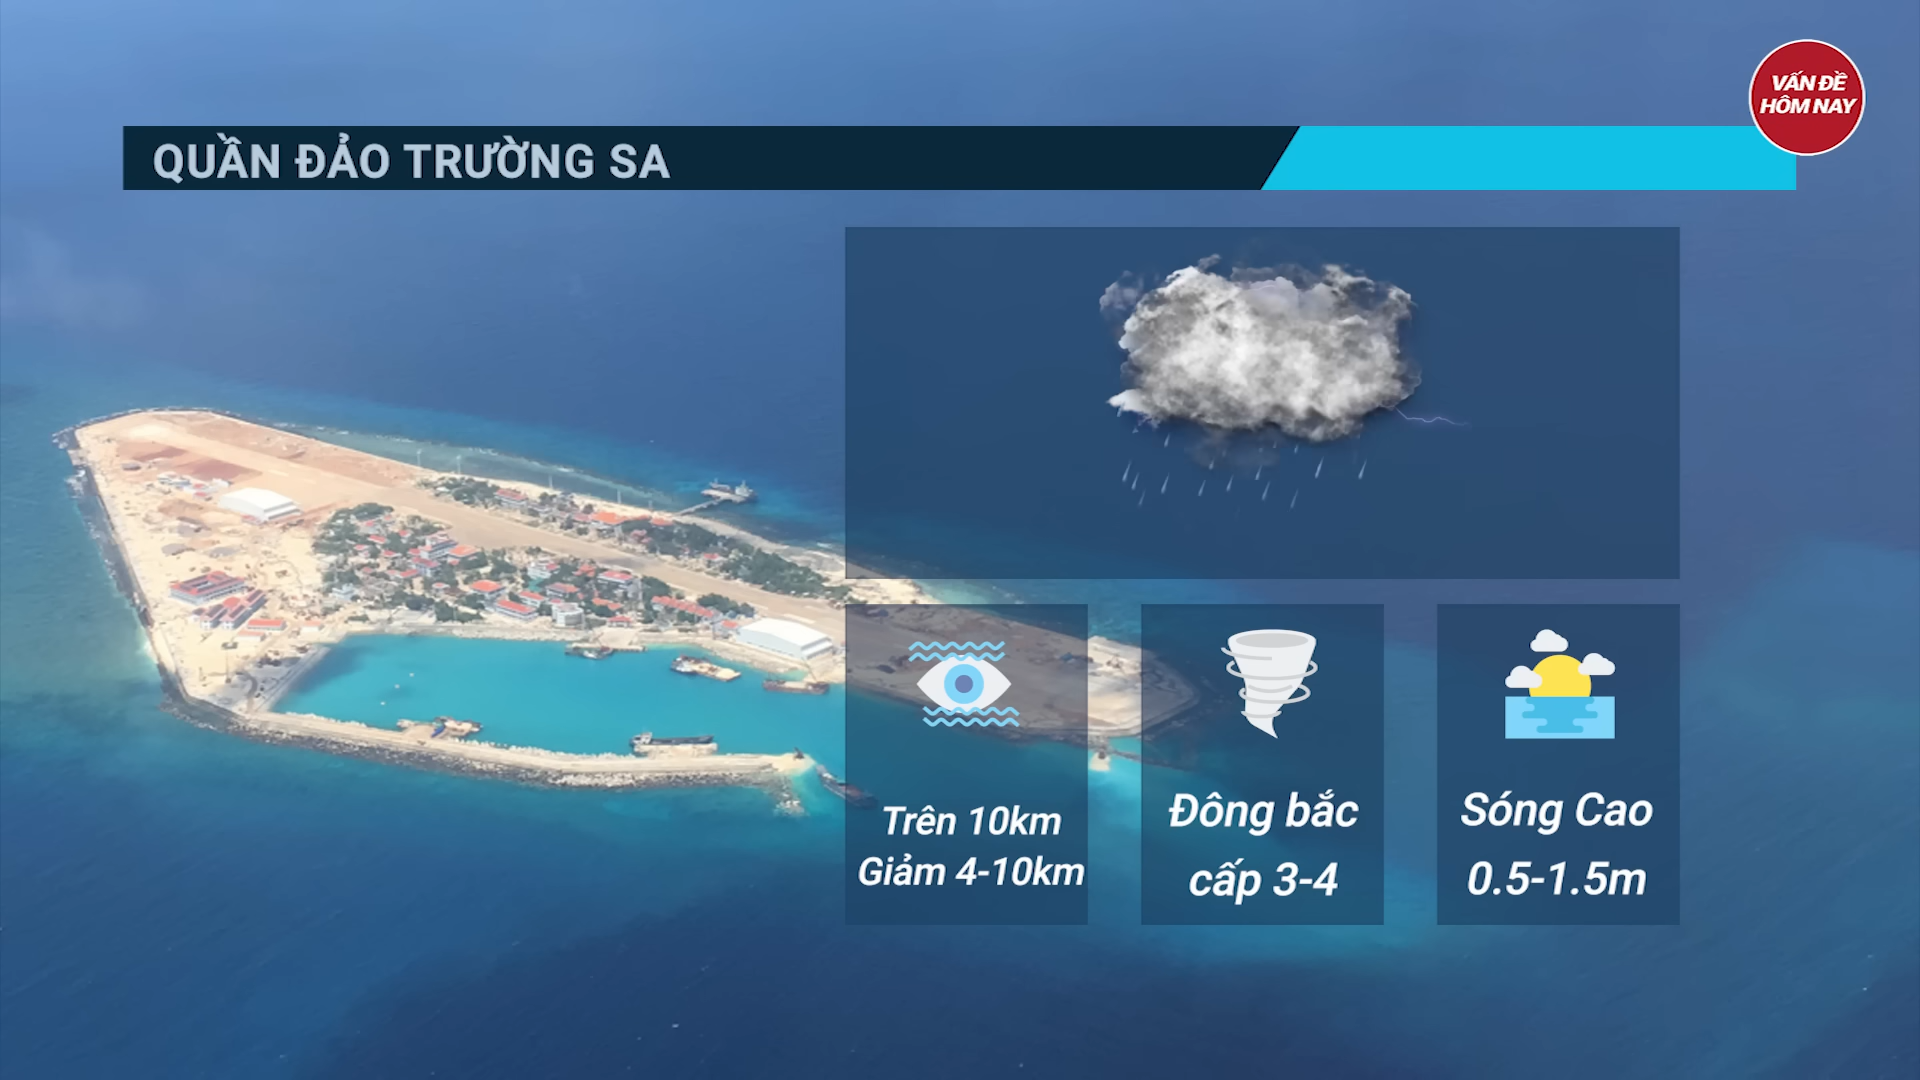 VẤN ĐỀ
HÔM NAY
QUẦN ĐẢO TRƯỜNG SA
Trên 10km
Giảm 4-10km
Đông bắc
cấp 3-4
Sóng Cao
0.5-1.5m